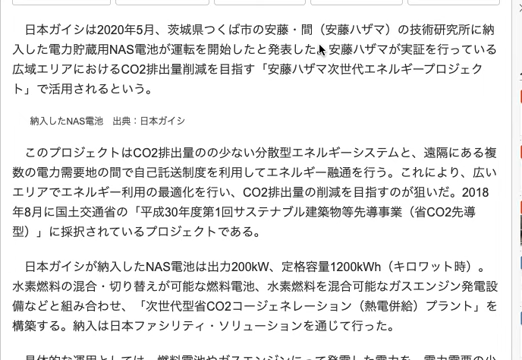 日本ガイシは2020年5月、茨城県つくば市の安藤・間（安藤ハザマ）の技術研究所に納
入した電力貯蔵用NAS電池が運転を開始したと発表した。安藤ハザマが実証を行っている
広域エリアにおけるCO2排出量削減を目指す「安藤ハザマ次世代エネルギープロジェク
ト」で活用されるという。
納入したNAS電池　出典：日本ガイシ
このプロジェクトはCO2排出量のの少ない分散型エネルギーシステムと、遠隔にある複
数の電力需要地の間で自己託送制度を利用してエネルギー融通を行う。これにより、広い
エリアでエネルギー利用の最適化を行い、CO2排出量の削減を目指すのが狙いだ。2018
年8月に国土交通省の「平成30年度第1回サステナブル建築物等先導事業（省CO2先導
型）」に採択されているプロジェクトである。
日本ガイシが納入したNAS電池は出力200kW、定格容量1200kWh（キロワット時）。
水素燃料の混合・切り替えが可能な燃料電池、水素燃料を混合可能なガスエンジン発電設
備などと組み合わせ、「次世代型省CO2コージェネレーション（熱電併給）プラント」を
構築する。納入は日本ファシリティ・ソリューションを通じて行った。